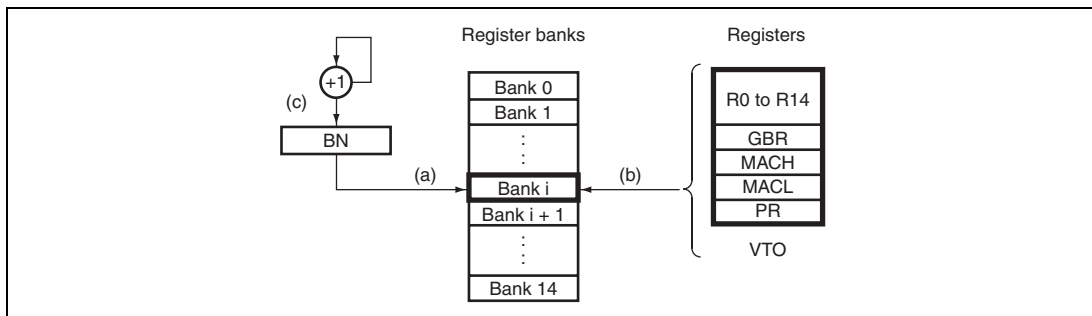 Register banks
Registers
+1
(c)
BN
(a)
Bank 0
Bank 1
⋮
⋮
Bank i
Bank i + 1
⋮
⋮
Bank 14
(b)
R0 to R14
GBR
MACH
MACL
PR
VTO